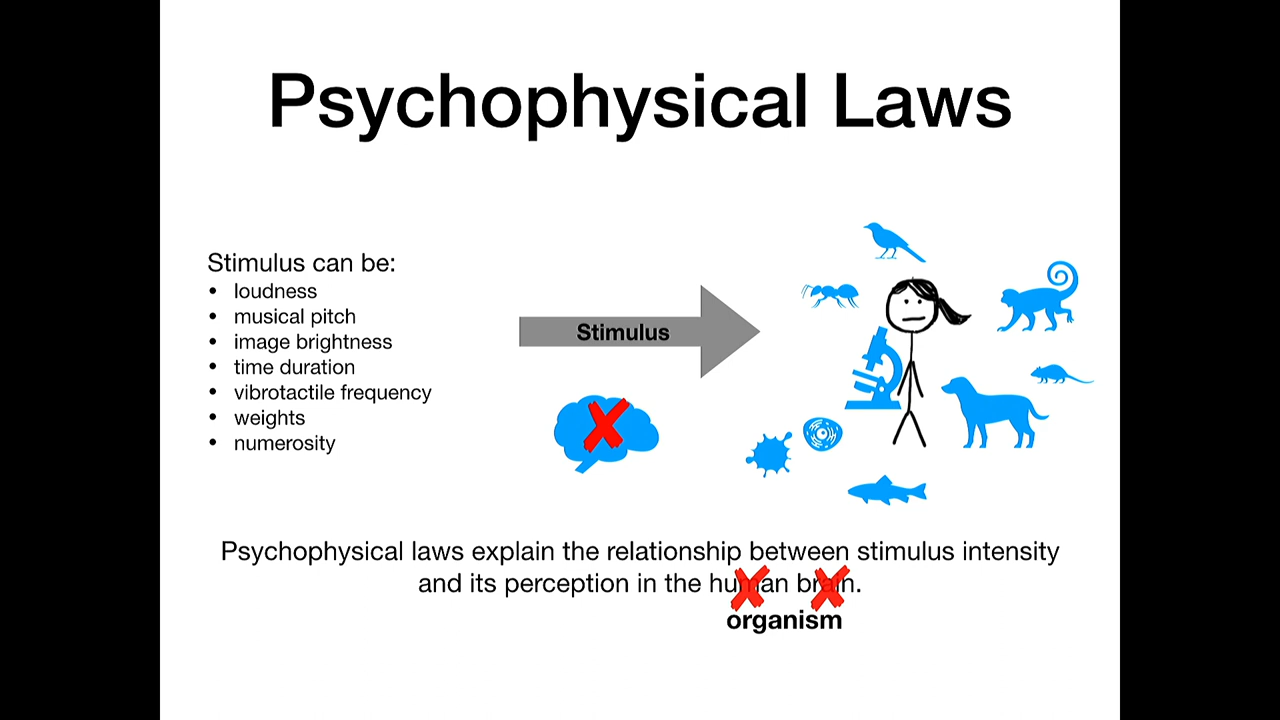 Psychophysical Laws
Stimulus can be:
• loudness
• musical pitch
• image brightness
• time duration
• vibrotactile frequency
• weights
• numerosity
Stimulus
Psychophysical laws explain the relationship between stimulus intensity
and its perception in the human brain.
organism